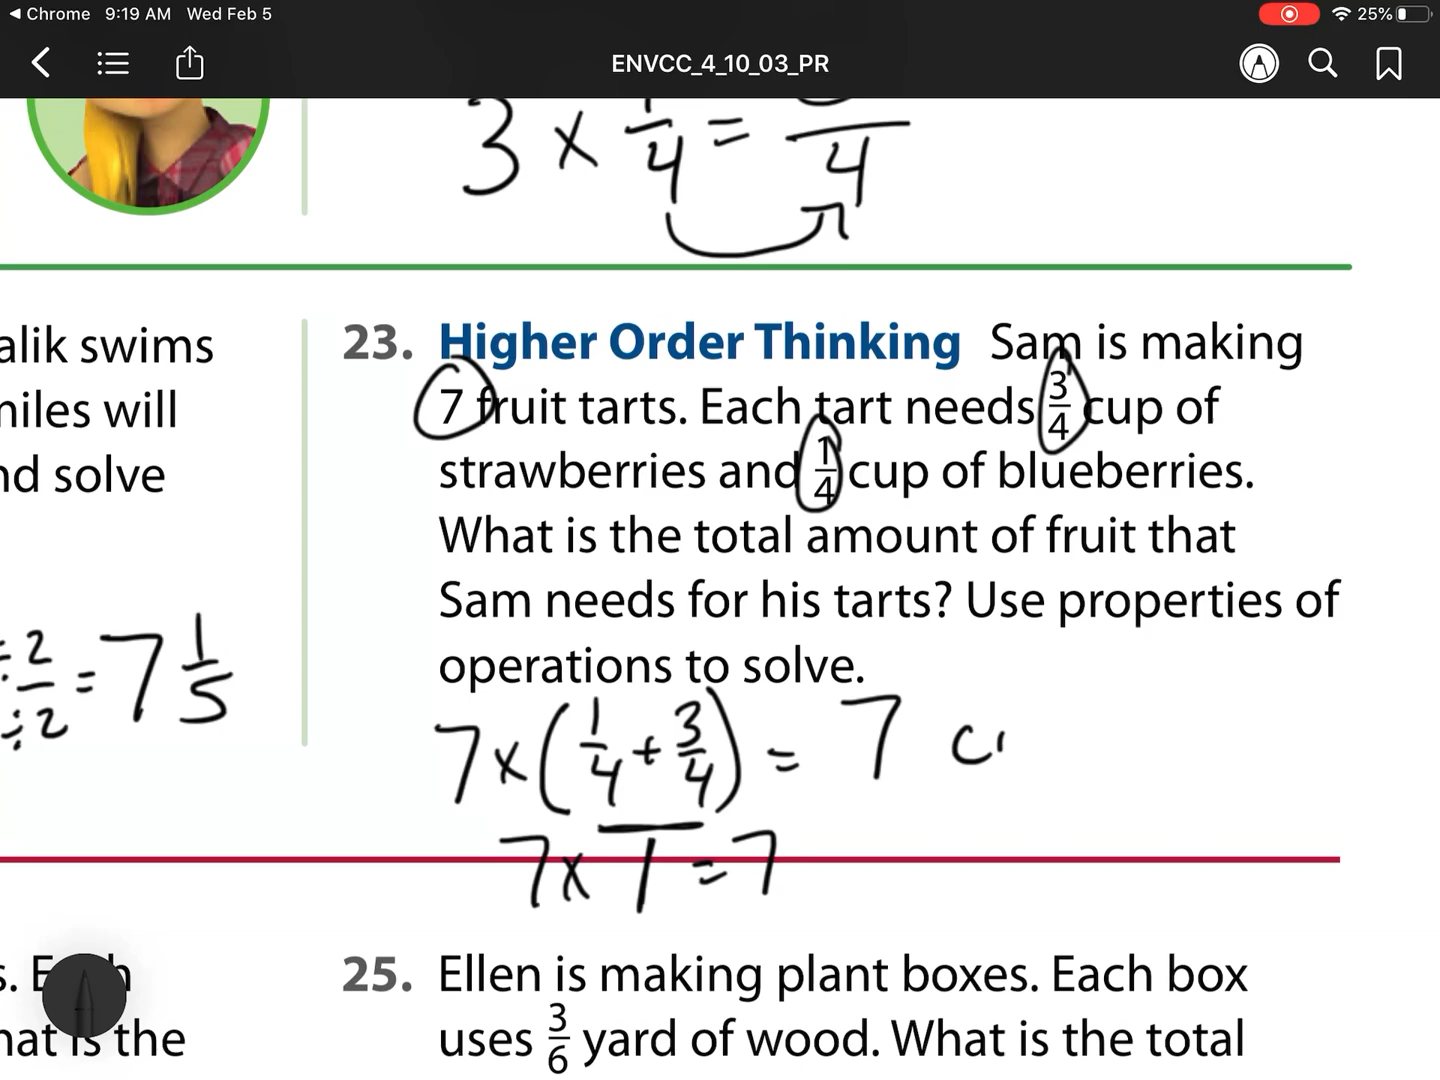 Chrome 9:19 AM Wed Feb 5
25%
ENVCC_4_10_03_PR
3 × 1/4 = /4
alik swims
miles will
nd solve
÷2/÷2 = 7 1/5
23. Higher Order Thinking Sam is making
7 fruit tarts. Each tart needs 3/4 cup of
strawberries and 1/4 cup of blueberries.
What is the total amount of fruit that
Sam needs for his tarts? Use properties of
operations to solve.
7×(1/4+3/4) = 7 c
7× 1 =7
s. E h
hat is the
25. Ellen is making plant boxes. Each box
uses 3/6 yard of wood. What is the total